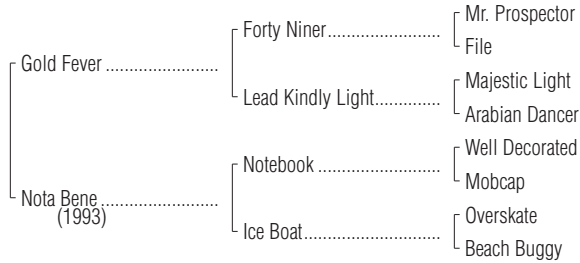 Mr. Prospector
Forty Niner
File
Gold Fever
Majestic Light
Lead Kindly Light
Arabian Dancer
Well Decorated
Notebook
Mobcap
Nota Bene
(1993)
Overskate
Ice Boat
Beach Buggy